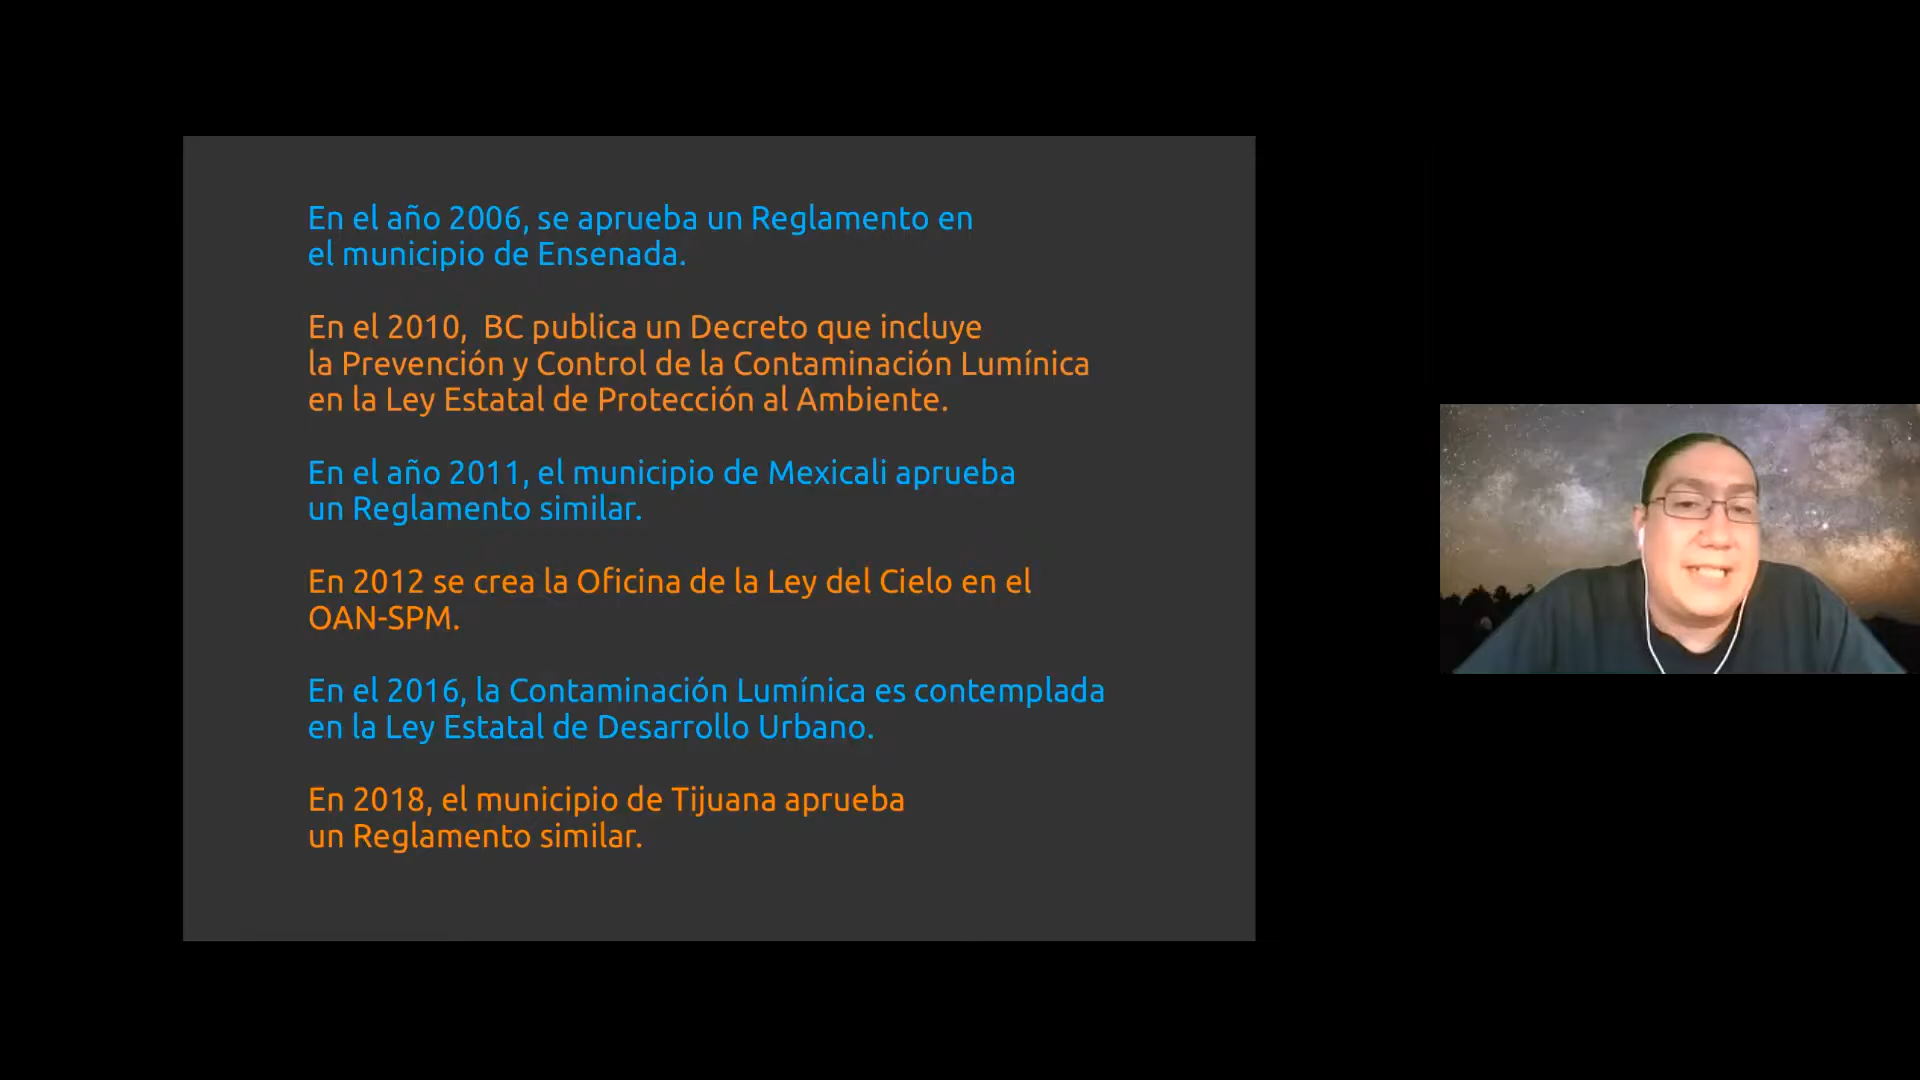 En el año 2006, se aprueba un Reglamento en
el municipio de Ensenada.
En el 2010,  BC publica un Decreto que incluye
la Prevención y Control de la Contaminación Lumínica
en la Ley Estatal de Protección al Ambiente.
En el año 2011, el municipio de Mexicali aprueba
un Reglamento similar.
En 2012 se crea la Oficina de la Ley del Cielo en el
OAN-SPM.
En el 2016, la Contaminación Lumínica es contemplada
en la Ley Estatal de Desarrollo Urbano.
En 2018, el municipio de Tijuana aprueba
un Reglamento similar.